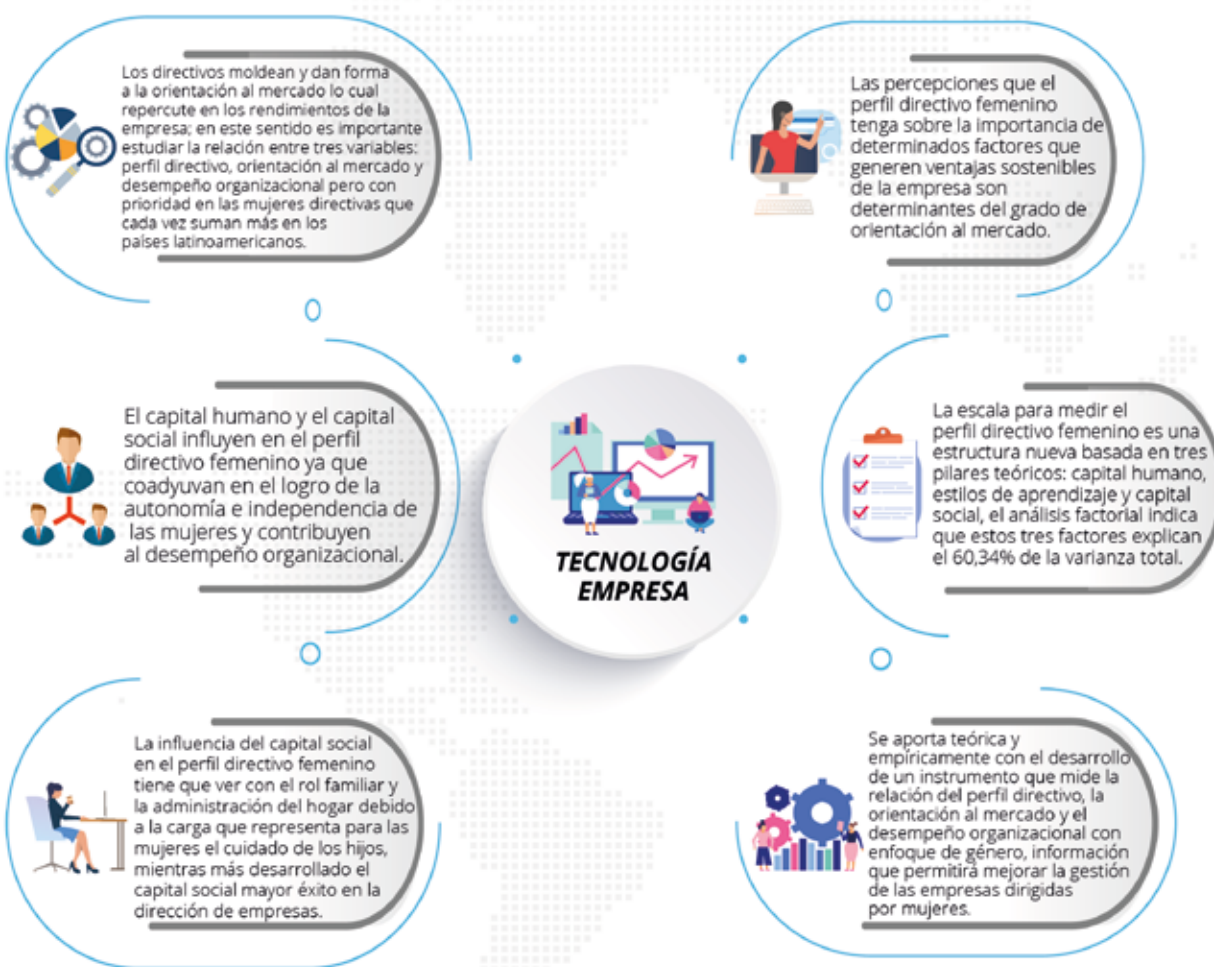 Los directivos moldean y dan forma
a la orientación al mercado lo cual
repercute en los rendimientos de la
empresa; en este sentido es importante
estudiar la relación entre tres variables:
perfil directivo, orientación al mercado y
desempeño organizacional pero con
prioridad en las mujeres directivas que
cada vez suman más en los
países latinoamericanos.
El capital humano y el capital
social influyen en el perfil
directivo femenino ya que
coadyuvan en el logro de la
autonomía e independencia de
las mujeres y contribuyen
al desempeño organizacional.
La influencia del capital social
en el perfil directivo femenino
tiene que ver con el rol familiar y
la administración del hogar debido
a la carga que representa para las
mujeres el cuidado de los hijos,
mientras más desarrollado el
capital social mayor éxito en la
dirección de empresas.
TECNOLOGÍA
EMPRESA
Las percepciones que el
perfil directivo femenino
tenga sobre la importancia de
determinados factores que
generen ventajas sostenibles
de la empresa son
determinantes del grado de
orientación al mercado.
La escala para medir el
perfil directivo femenino es una
estructura nueva basada en tres
pilares teóricos: capital humano,
estilos de aprendizaje y capital
social, el análisis factorial indica
que estos tres factores explican
el 60,34% de la varianza total.
Se aporta teórica y
empíricamente con el desarrollo
de un instrumento que mide la
relación del perfil directivo, la
orientación al mercado y el
desempeño organizacional con
enfoque de género, información
que permitirá mejorar la gestión
de las empresas dirigidas
por mujeres.